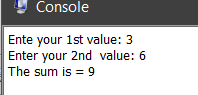 Console
Ente your 1st value: 3
Enter your 2nd  value: 6
The sum is = 9